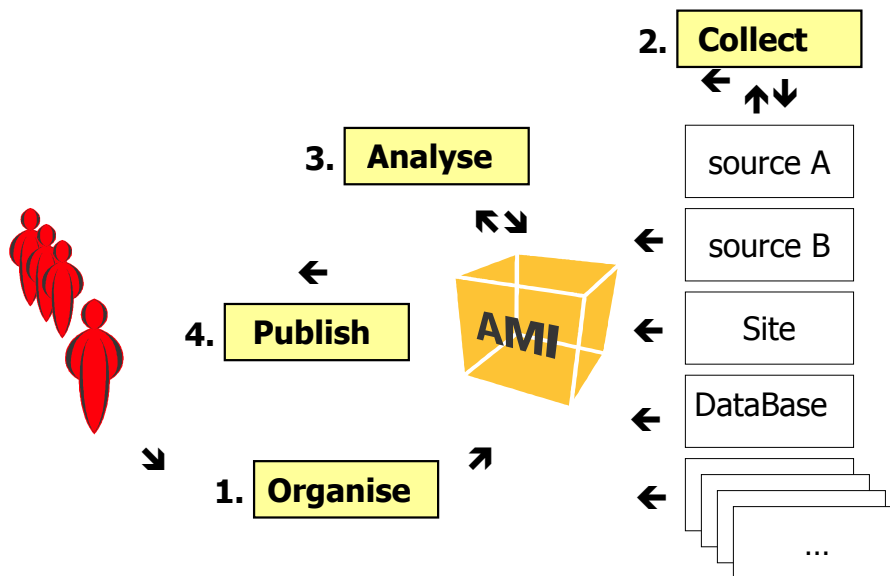 2. Collect
3. Analyse
source A
source B
4. Publish
AMI
Site
DataBase
1. Organise
...